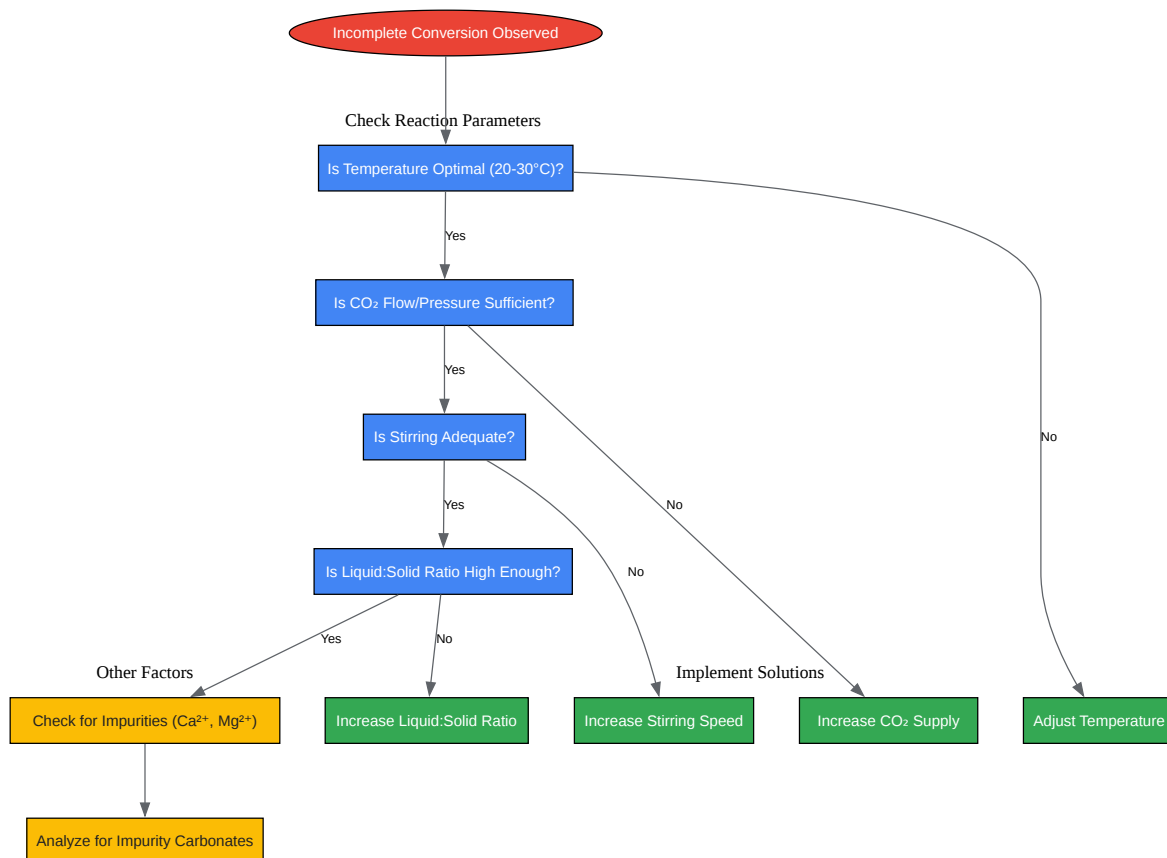 Incomplete Conversion Observed
Check Reaction Parameters
Is Temperature Optimal (20-30°C)?
Yes
Is CO₂ Flow/Pressure Sufficient?
Yes
Is Stirring Adequate?
No
Yes
No
Is Liquid:Solid Ratio High Enough?
No
Yes
No
Other Factors
Implement Solutions
Check for Impurities (Ca²⁺, Mg²⁺)
Increase Liquid:Solid Ratio
Increase Stirring Speed
Increase CO₂ Supply
Adjust Temperature
Analyze for Impurity Carbonates